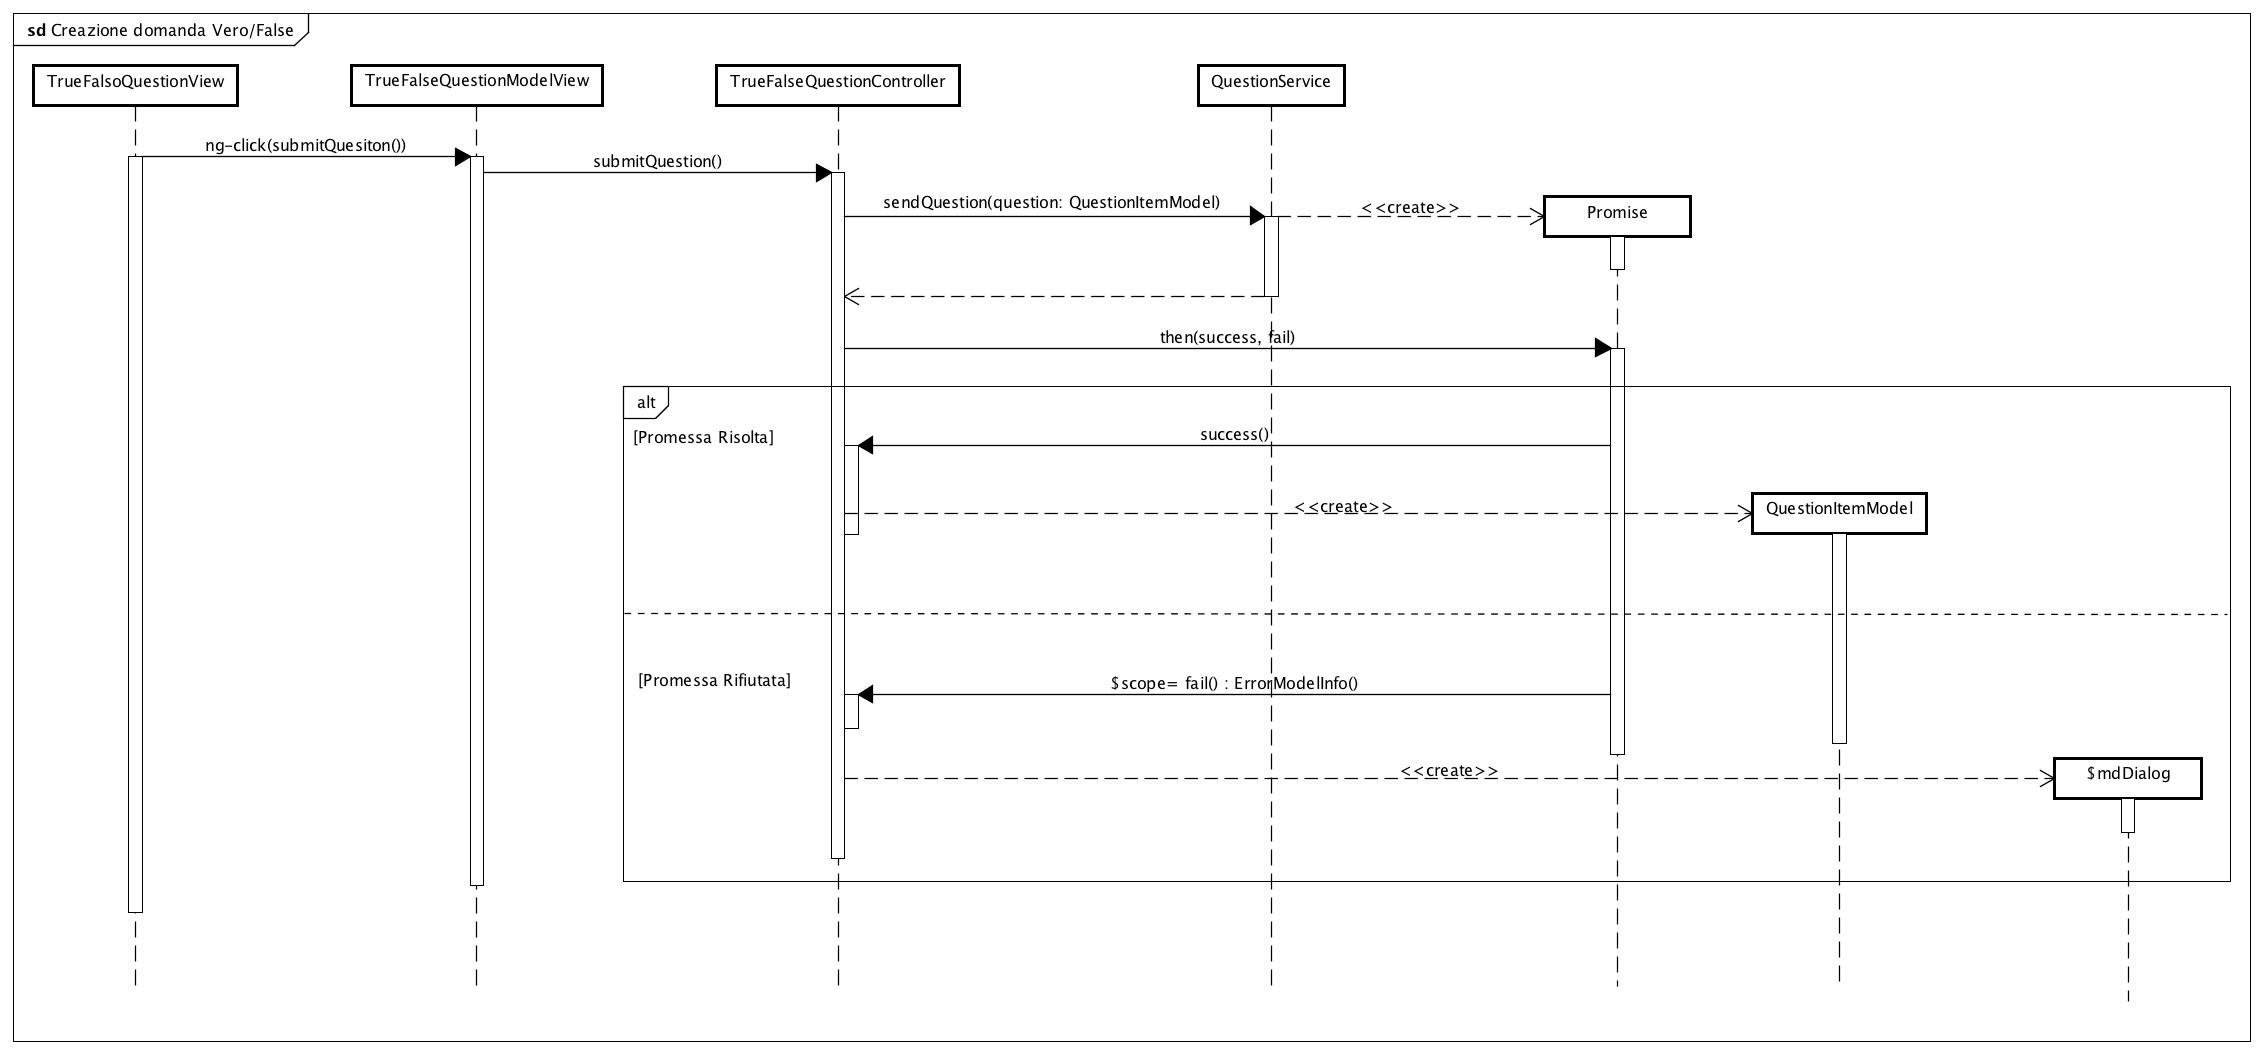 sd Creazione domanda Vero/False
TrueFalsoQuestionView
TrueFalseQuestionModelView
TrueFalseQuestionController
QuestionService
ng-click(submitQuesiton())
submitQuestion()
sendQuestion(question: QuestionItemModel)
<<create>>
Promise
then(success, fail)
alt
[Promessa Risolta]
success()
<<create>>
QuestionItemModel
[Promessa Rifiutata]
$scope= fail() : ErrorModelInfo()
<<create>>
$mdDialog